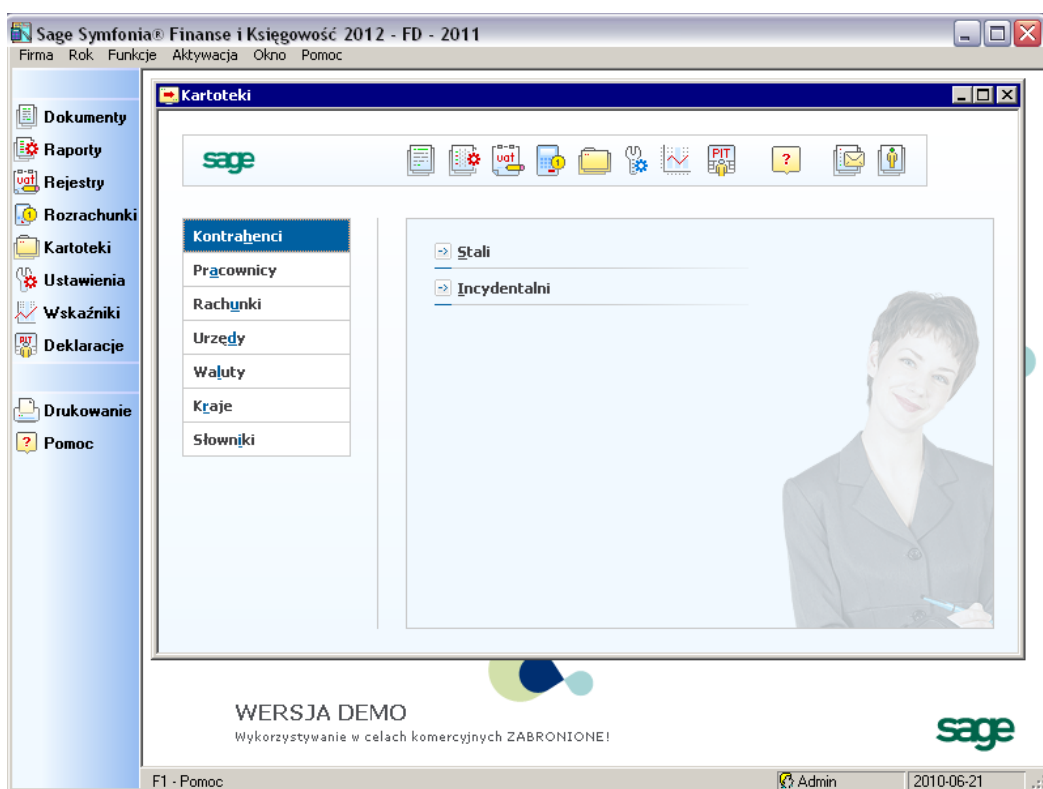 Sage Symfonia® Finanse i Księgowość 2012 - FD - 2011
Firma Rok Funkcje Aktywacja Okno Pomoc
Dokumenty
Raporty
Rejestry
Rozrachunki
Kartoteki
Ustawienia
Wskaźniki
Deklaracje
Drukowanie
Pomoc
Kartoteki
sage
vat
PIT
Kontrahenci
Pracownicy
Rachunki
Urzędy
Waluty
Kraje
Słowniki
Stali
Incydentalni
WERSJA DEMO
Wykorzystywanie w celach komercyjnych ZABRONIONE!
sage
F1 - Pomoc
Admin
2010-06-21